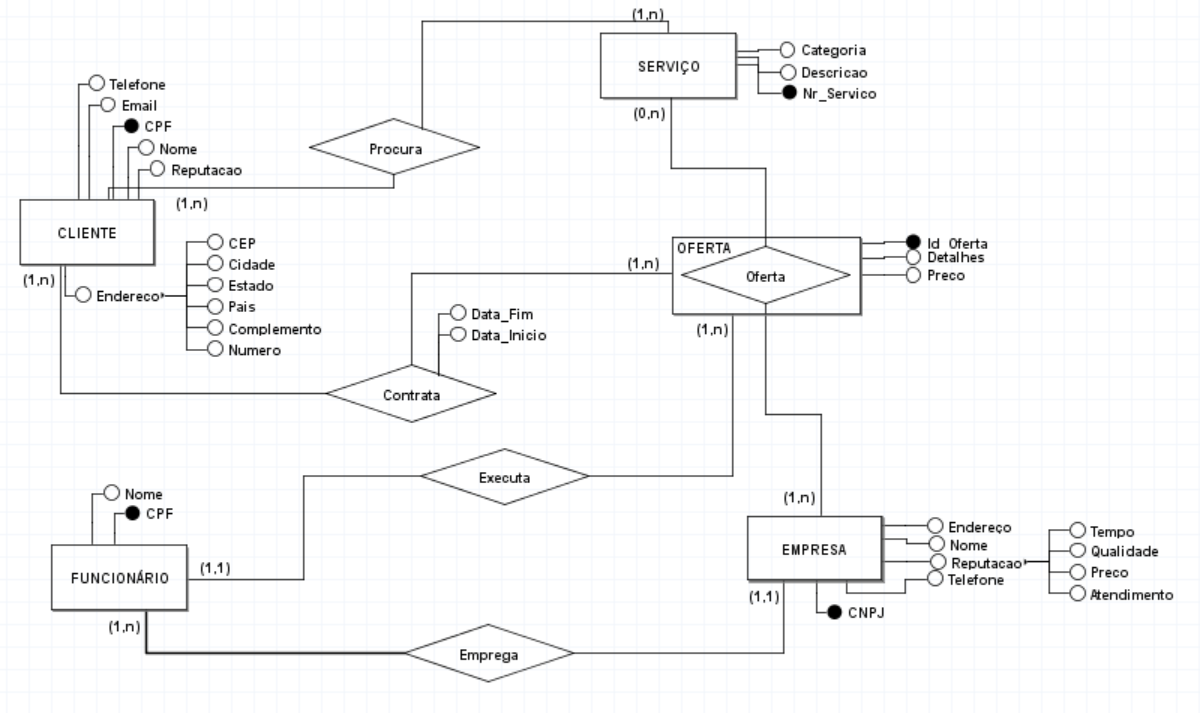 (1,n)
SERVIÇO
Categoria
Descricao
Nr_Servico
(0,n)
Telefone
Email
CPF
Nome
Reputacao
Procura
(1,n)
CLIENTE
(1,n)
Endereco
CEP
Cidade
Estado
Pais
Complemento
Numero
(1,n)
OFERTA
Oferta
Id_Oferta
Detalhes
Preco
(1,n)
Data_Fim
Data_Inicio
Contrata
Executa
(1,n)
Nome
CPF
FUNCIONÁRIO
(1,1)
(1,n)
EMPRESA
Endereço
Nome
Reputacao
Telefone
Tempo
Qualidade
Preco
Atendimento
(1,1)
CNPJ
(1,n)
Emprega